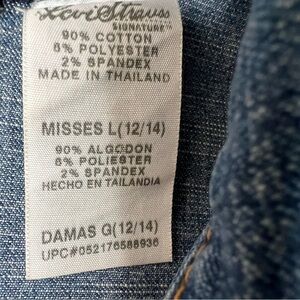 Levi Strauss
SIGNATURE™
90% COTTON
8% POLYESTER
2% SPANDEX
MADE IN THAILAND
MISSES L(12/14)
90% ALGODON
8% POLIESTER
2% SPANDEX
HECHO EN TAILANDIA
DAMAS G(12/14)
UPC#052176588936